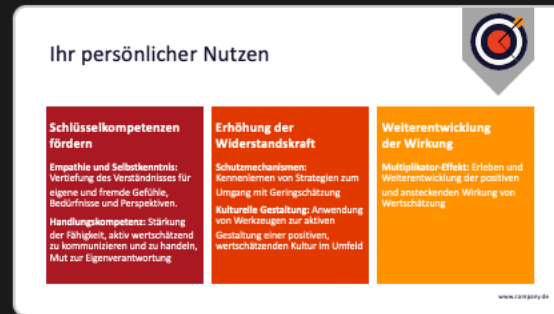 Ihr persönlicher Nutzen
Schlüsselkompetenzen
fördern
Empathie und Selbstkenntnis:
Vertiefung des Verständnisses für
eigene und fremde Gefühle,
Bedürfnisse und Perspektiven.
Handlungskompetenz: Stärkung
der Fähigkeit, aktiv wertschätzend
zu kommunizieren und zu handeln,
Mut zur Eigenverantwortung
Erhöhung der
Widerstandskraft
Schutzmechanismen:
Kennenlernen von Strategien zum
Umgang mit Geringschätzung
Kulturelle Gestaltung: Anwendung
von Werkzeugen zur aktiven
Gestaltung einer positiven,
wertschätzenden Kultur im Umfeld
Weiterentwicklung
der Wirkung
Multiplikator-Effekt: Erleben und
Weiterentwicklung der positiven
und ansteckenden Wirkung von
Wertschätzung
www.company.de